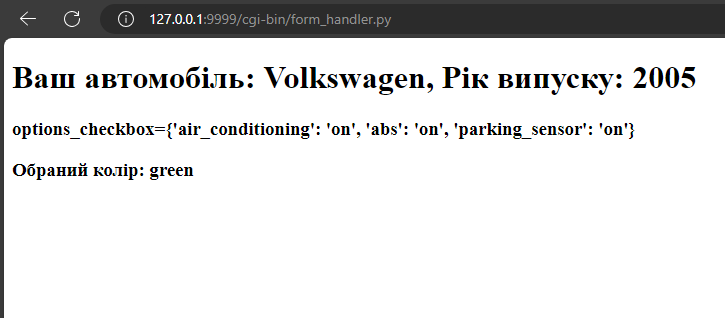 127.0.0.1:9999/cgi-bin/form_handler.py
Ваш автомобіль: Volkswagen, Рік випуску: 2005
options_checkbox={'air_conditioning': 'on', 'abs': 'on', 'parking_sensor': 'on'}
Обраний колір: green